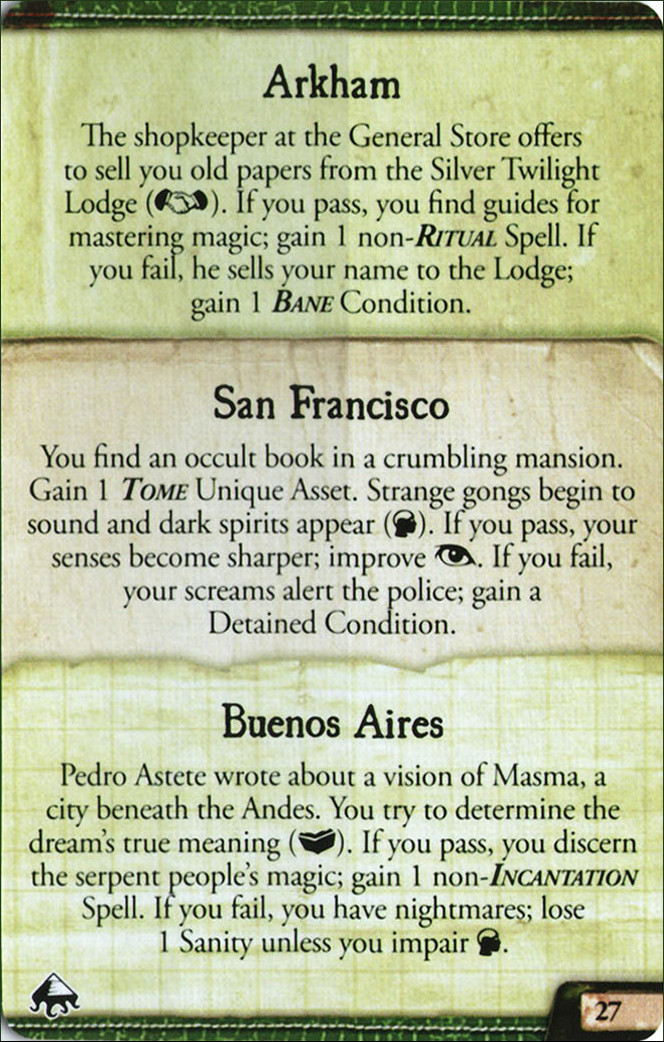 Arkham
The shopkeeper at the General Store offers
to sell you old papers from the Silver Twilight
Lodge ( ). If you pass, you find guides for
mastering magic; gain 1 non-RITUAL Spell. If
you fail, he sells your name to the Lodge;
gain 1 BANE Condition.
San Francisco
You find an occult book in a crumbling mansion.
Gain 1 TOME Unique Asset. Strange gongs begin to
sound and dark spirits appear ( ). If you pass, your
senses become sharper; improve . If you fail,
your screams alert the police; gain a
Detained Condition.
Buenos Aires
Pedro Astete wrote about a vision of Masma, a
city beneath the Andes. You try to determine the
dream's true meaning ( ). If you pass, you discern
the serpent people's magic; gain 1 non-INCANTATION
Spell. If you fail, you have nightmares; lose
1 Sanity unless you impair .
27